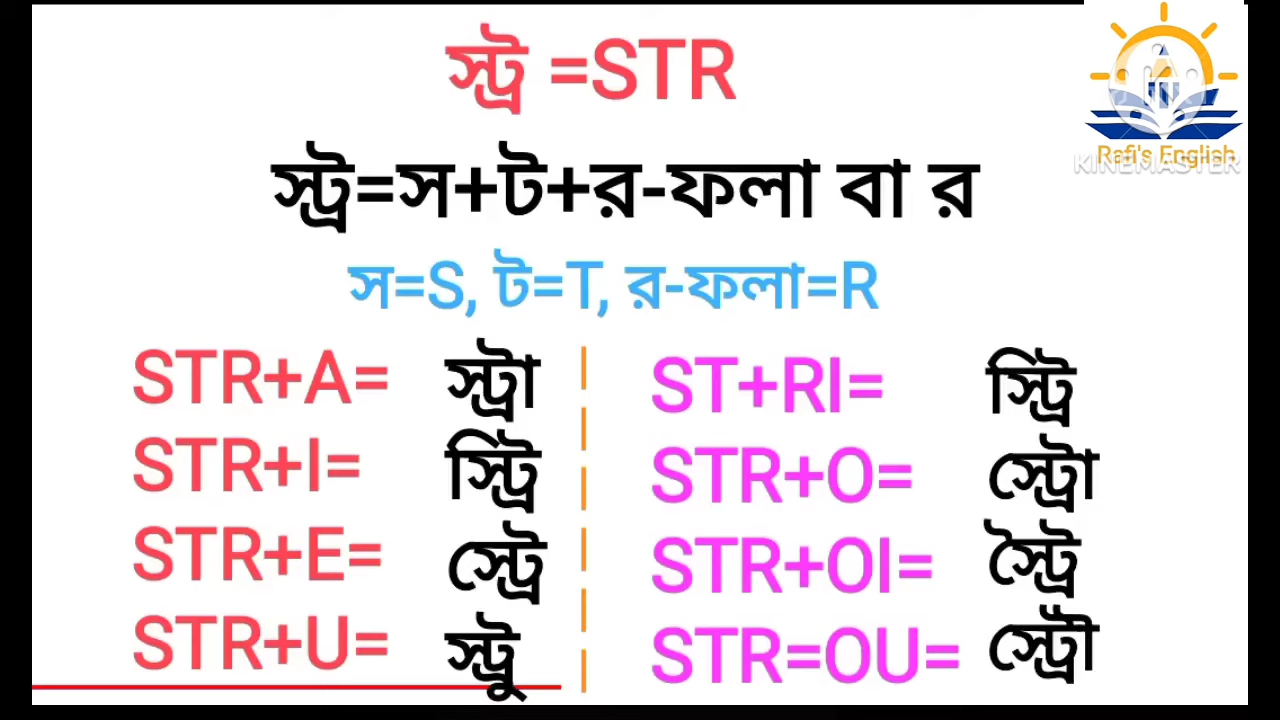 স্ট্র =STR
স্ট্র=স+ট+র-ফলা বা র
স=S, ট=T, র-ফলা=R
STR+A= স্ট্রা
STR+I= স্ট্রি
STR+E= স্ট্রে
STR+U= স্ট্রু
ST+RI= স্ট্রি
STR+O= স্ট্রো
STR+OI= স্ট্রৈ
STR=OU= স্ট্রৌ
Rafi's English
KINEMASTER